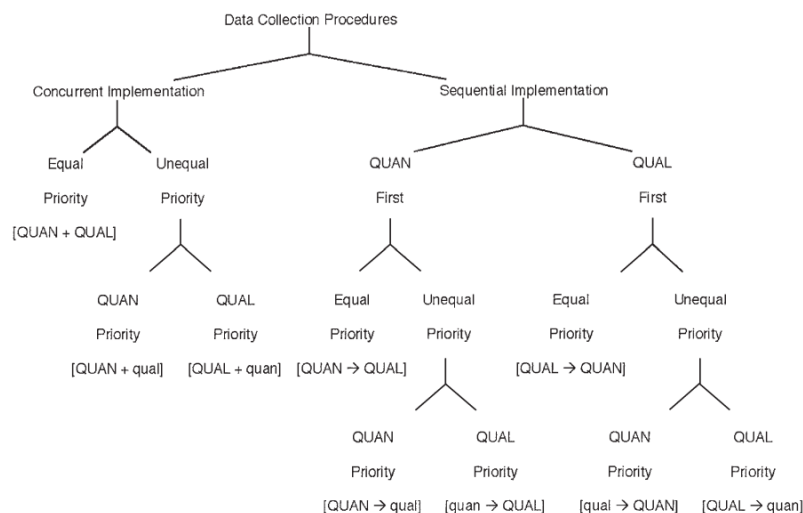 Data Collection Procedures
Concurrent Implementation
Sequential Implementation
Equal
Priority
[QUAN + QUAL]
Unequal
Priority
QUAN
Priority
[QUAN + qual]
QUAL
Priority
[QUAL + quan]
QUAN
First
Equal
Priority
[QUAN → QUAL]
Unequal
Priority
QUAN
Priority
[QUAN → qual]
QUAL
Priority
[quan → QUAL]
QUAL
First
Equal
Priority
[QUAL → QUAN]
Unequal
Priority
QUAN
Priority
[qual → QUAN]
QUAL
Priority
[QUAL → quan]